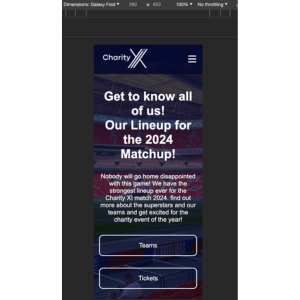 Dimensions: Galaxy Fold ▾ 280 × 653 100% ▾ No throttling ▾
Charity X
Get to know all
of us!
Our Lineup for
the 2024
Matchup!
Nobody will go home disappointed
with this game! We have the
strongest lineup ever for the
Charity XI match 2024, find out
more about the superstars and our
teams and get excited for the
charity event of the year!
Teams
Tickets